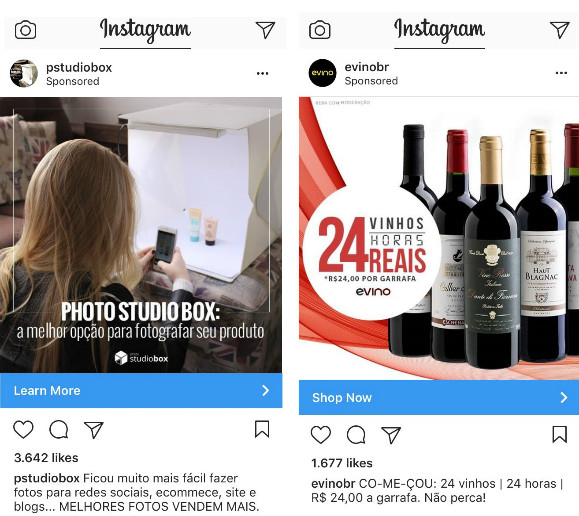 Instagram
pstudiobox
Sponsored
PHOTO STUDIO BOX:
a melhor opção para fotografar seu produto
studiobox
Learn More
3.642 likes
pstudiobox Ficou muito mais fácil fazer
fotos para redes sociais, ecommece, site e
blogs... MELHORES FOTOS VENDEM MAIS.
Instagram
evino
evinobr
Sponsored
BEBA COM MODERAÇÃO
24 VINHOS
HORAS
REAIS
*R$24,00 POR GARRAFA
evino
HAUT
BLAGNAC
Shop Now
1.677 likes
evinobr CO-ME-ÇOU: 24 vinhos | 24 horas |
R$ 24,00 a garrafa. Não perca!